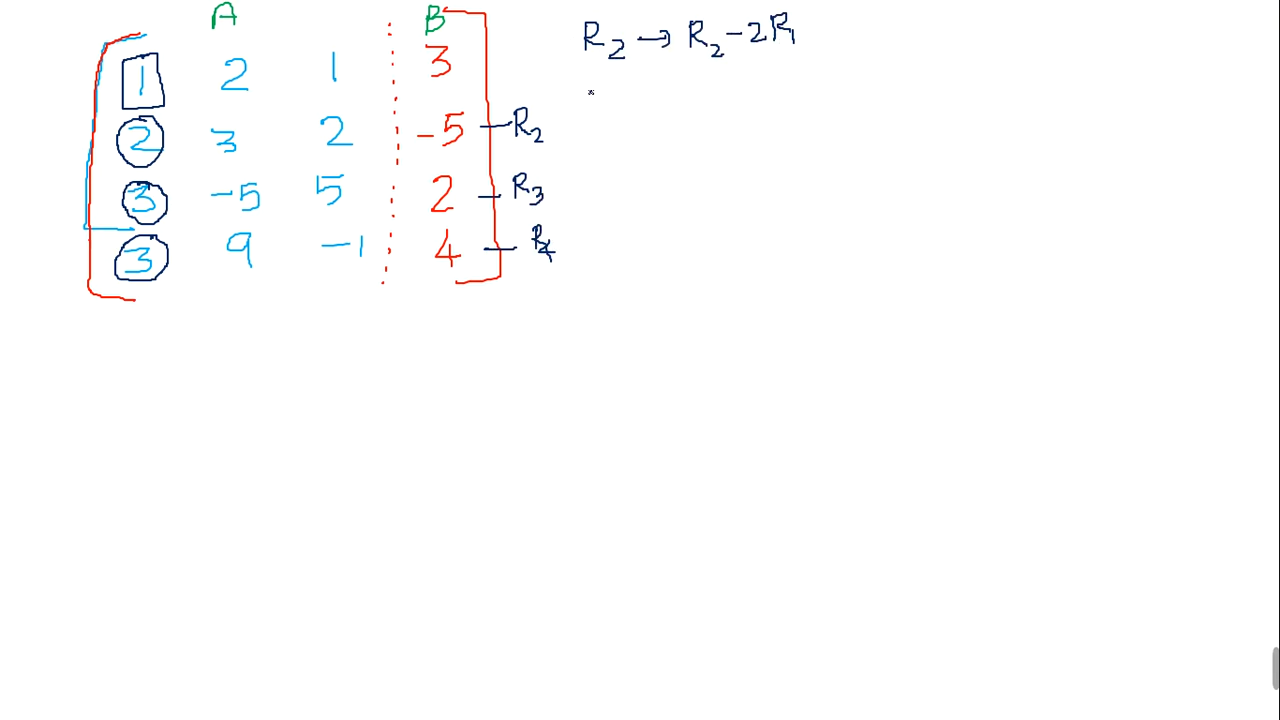 A B
1 2 1 3 R2 → R2 - 2R1
2 3 2 -5 - R2
3 -5 5 2 - R3
3 9 -1 4 - R4